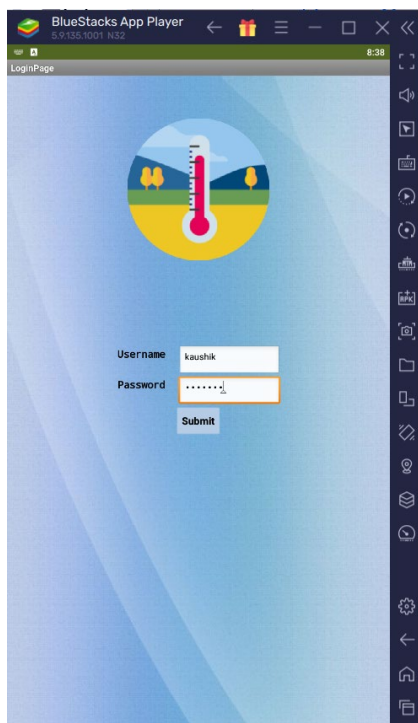 BlueStacks App Player
5.9.135.1001 N32
8:38
LoginPage
Username kaushik
Password •••••••
Submit